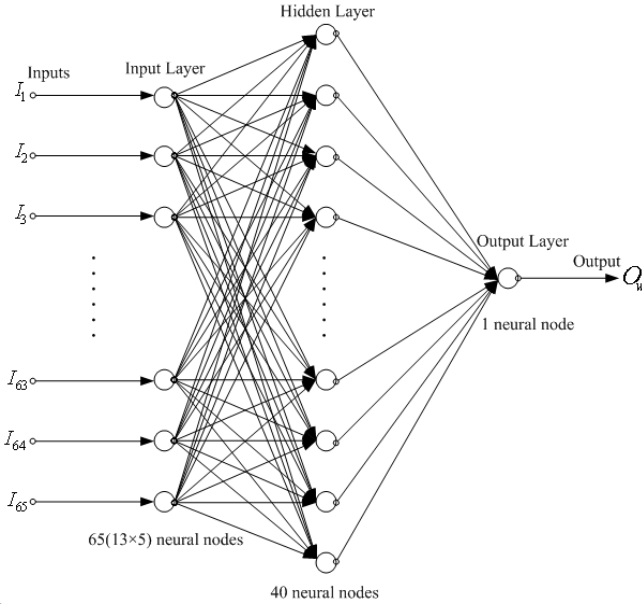 Hidden Layer
Inputs
Input Layer
I1
I2
I3
Output Layer
Output
Ou
1 neural node
I63
I64
I65
65(13×5) neural nodes
40 neural nodes